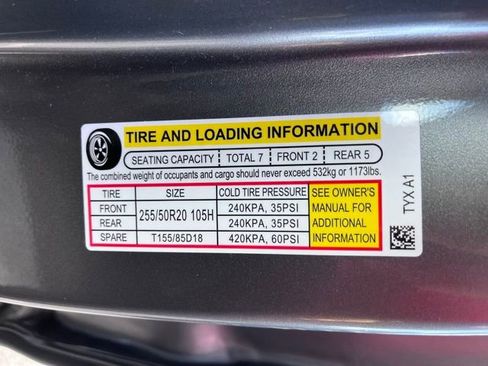 TIRE AND LOADING INFORMATION
SEATING CAPACITY TOTAL 7 FRONT 2 REAR 5
The combined weight of occupants and cargo should never exceed 532kg or 1173lbs.
TIRE SIZE COLD TIRE PRESSURE SEE OWNER'S
FRONT 240KPA, 35PSI MANUAL FOR
255/50R20 105H
REAR 240KPA, 35PSI ADDITIONAL
SPARE T155/85D18 420KPA, 60PSI INFORMATION
TYX A1